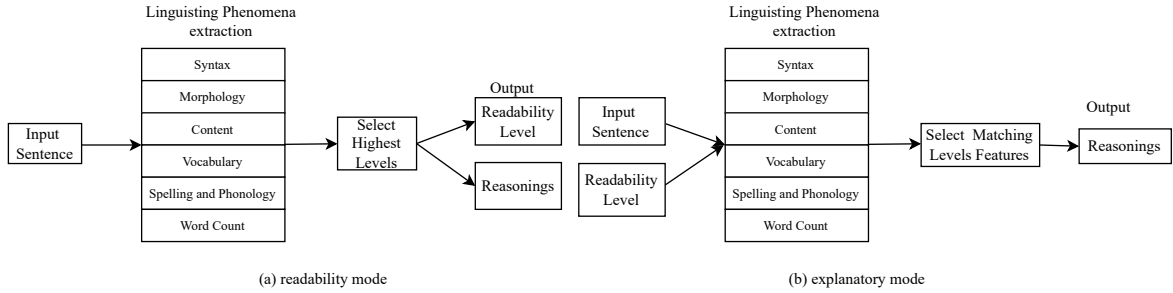 Linguisting Phenomena
extraction
Syntax
Morphology
Content
Vocabulary
Spelling and Phonology
Word Count
Input
Sentence
Select
Highest
Levels
Output
Readability
Level
Reasonings
(a) readability mode
Linguisting Phenomena
extraction
Input
Sentence
Readability
Level
Syntax
Morphology
Content
Vocabulary
Spelling and Phonology
Word Count
Select Matching
Levels Features
Output
Reasonings
(b) explanatory mode